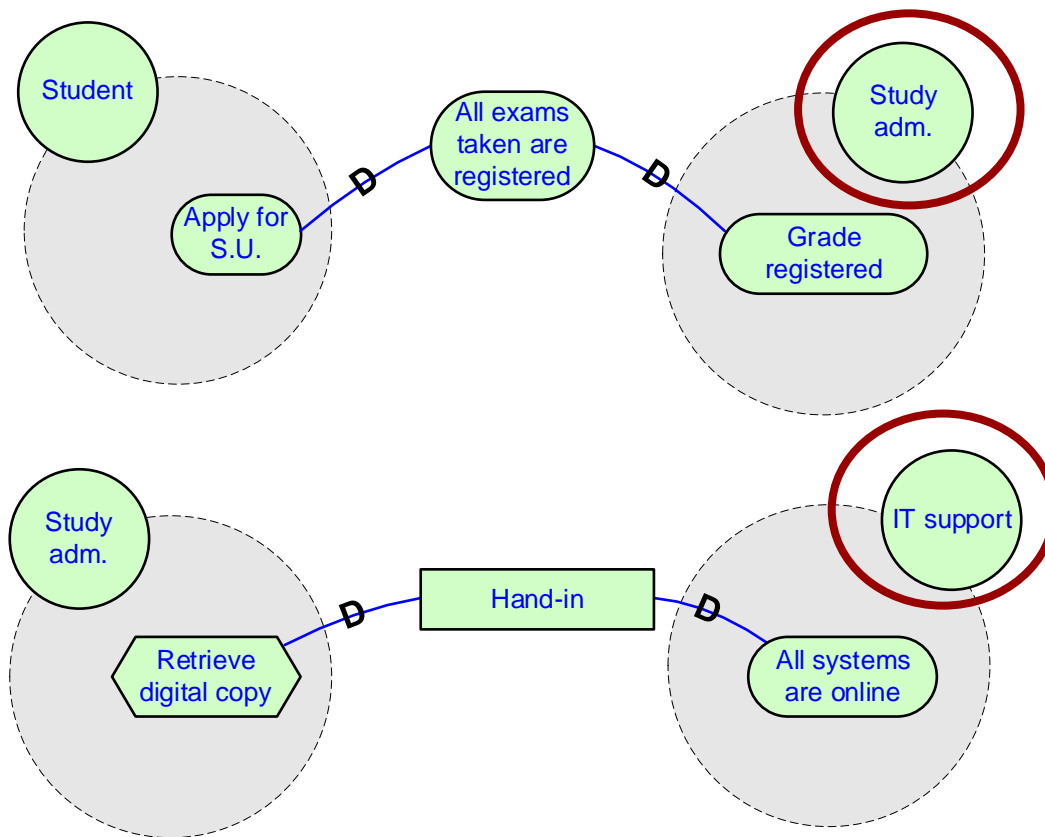 Student
All exams
taken are
registered
Study
adm.
D
D
Apply for
S.U.
Grade
registered
Study
adm.
IT support
Hand-in
D
D
Retrieve
digital copy
All systems
are online